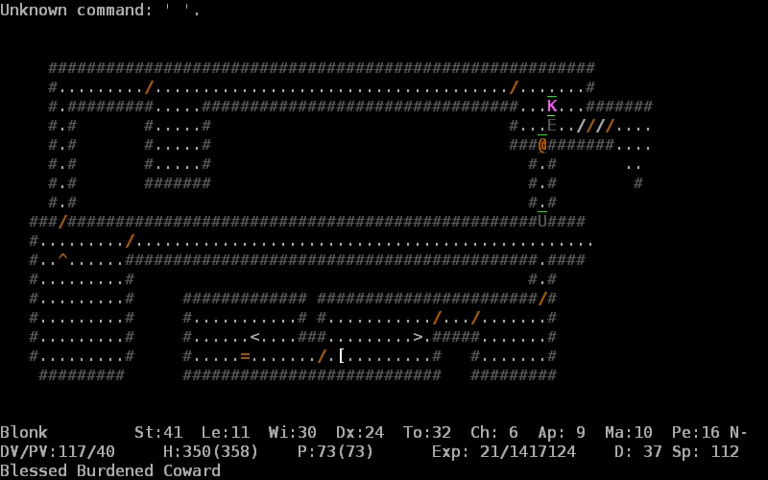 Unknown command: ' '.
Blonk St:41 Le:11 Wi:30 Dx:24 To:32 Ch: 6 Ap: 9 Ma:10 Pe:16 N-
DV/PV:117/40 H:350(358) P:73(73) Exp: 21/1417124 D: 37 Sp: 112
Blessed Burdened Coward